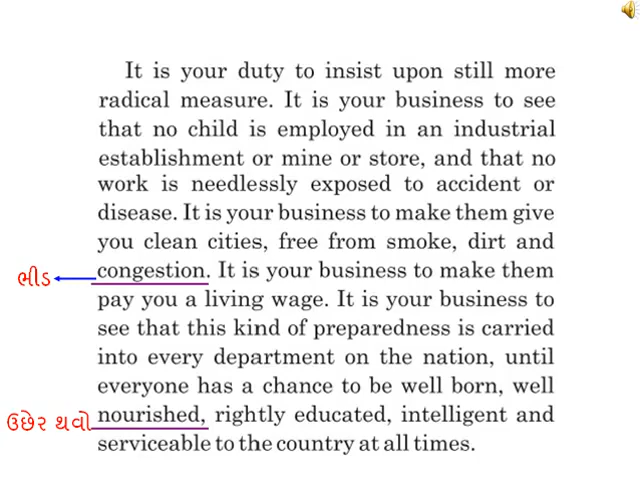 It is your duty to insist upon still more
radical measure. It is your business to see
that no child is employed in an industrial
establishment or mine or store, and that no
work is needlessly exposed to accident or
disease. It is your business to make them give
you clean cities, free from smoke, dirt and
ભીડ congestion. It is your business to make them
pay you a living wage. It is your business to
see that this kind of preparedness is carried
into every department on the nation, until
everyone has a chance to be well born, well
ઉછેર થવો nourished, rightly educated, intelligent and
serviceable to the country at all times.